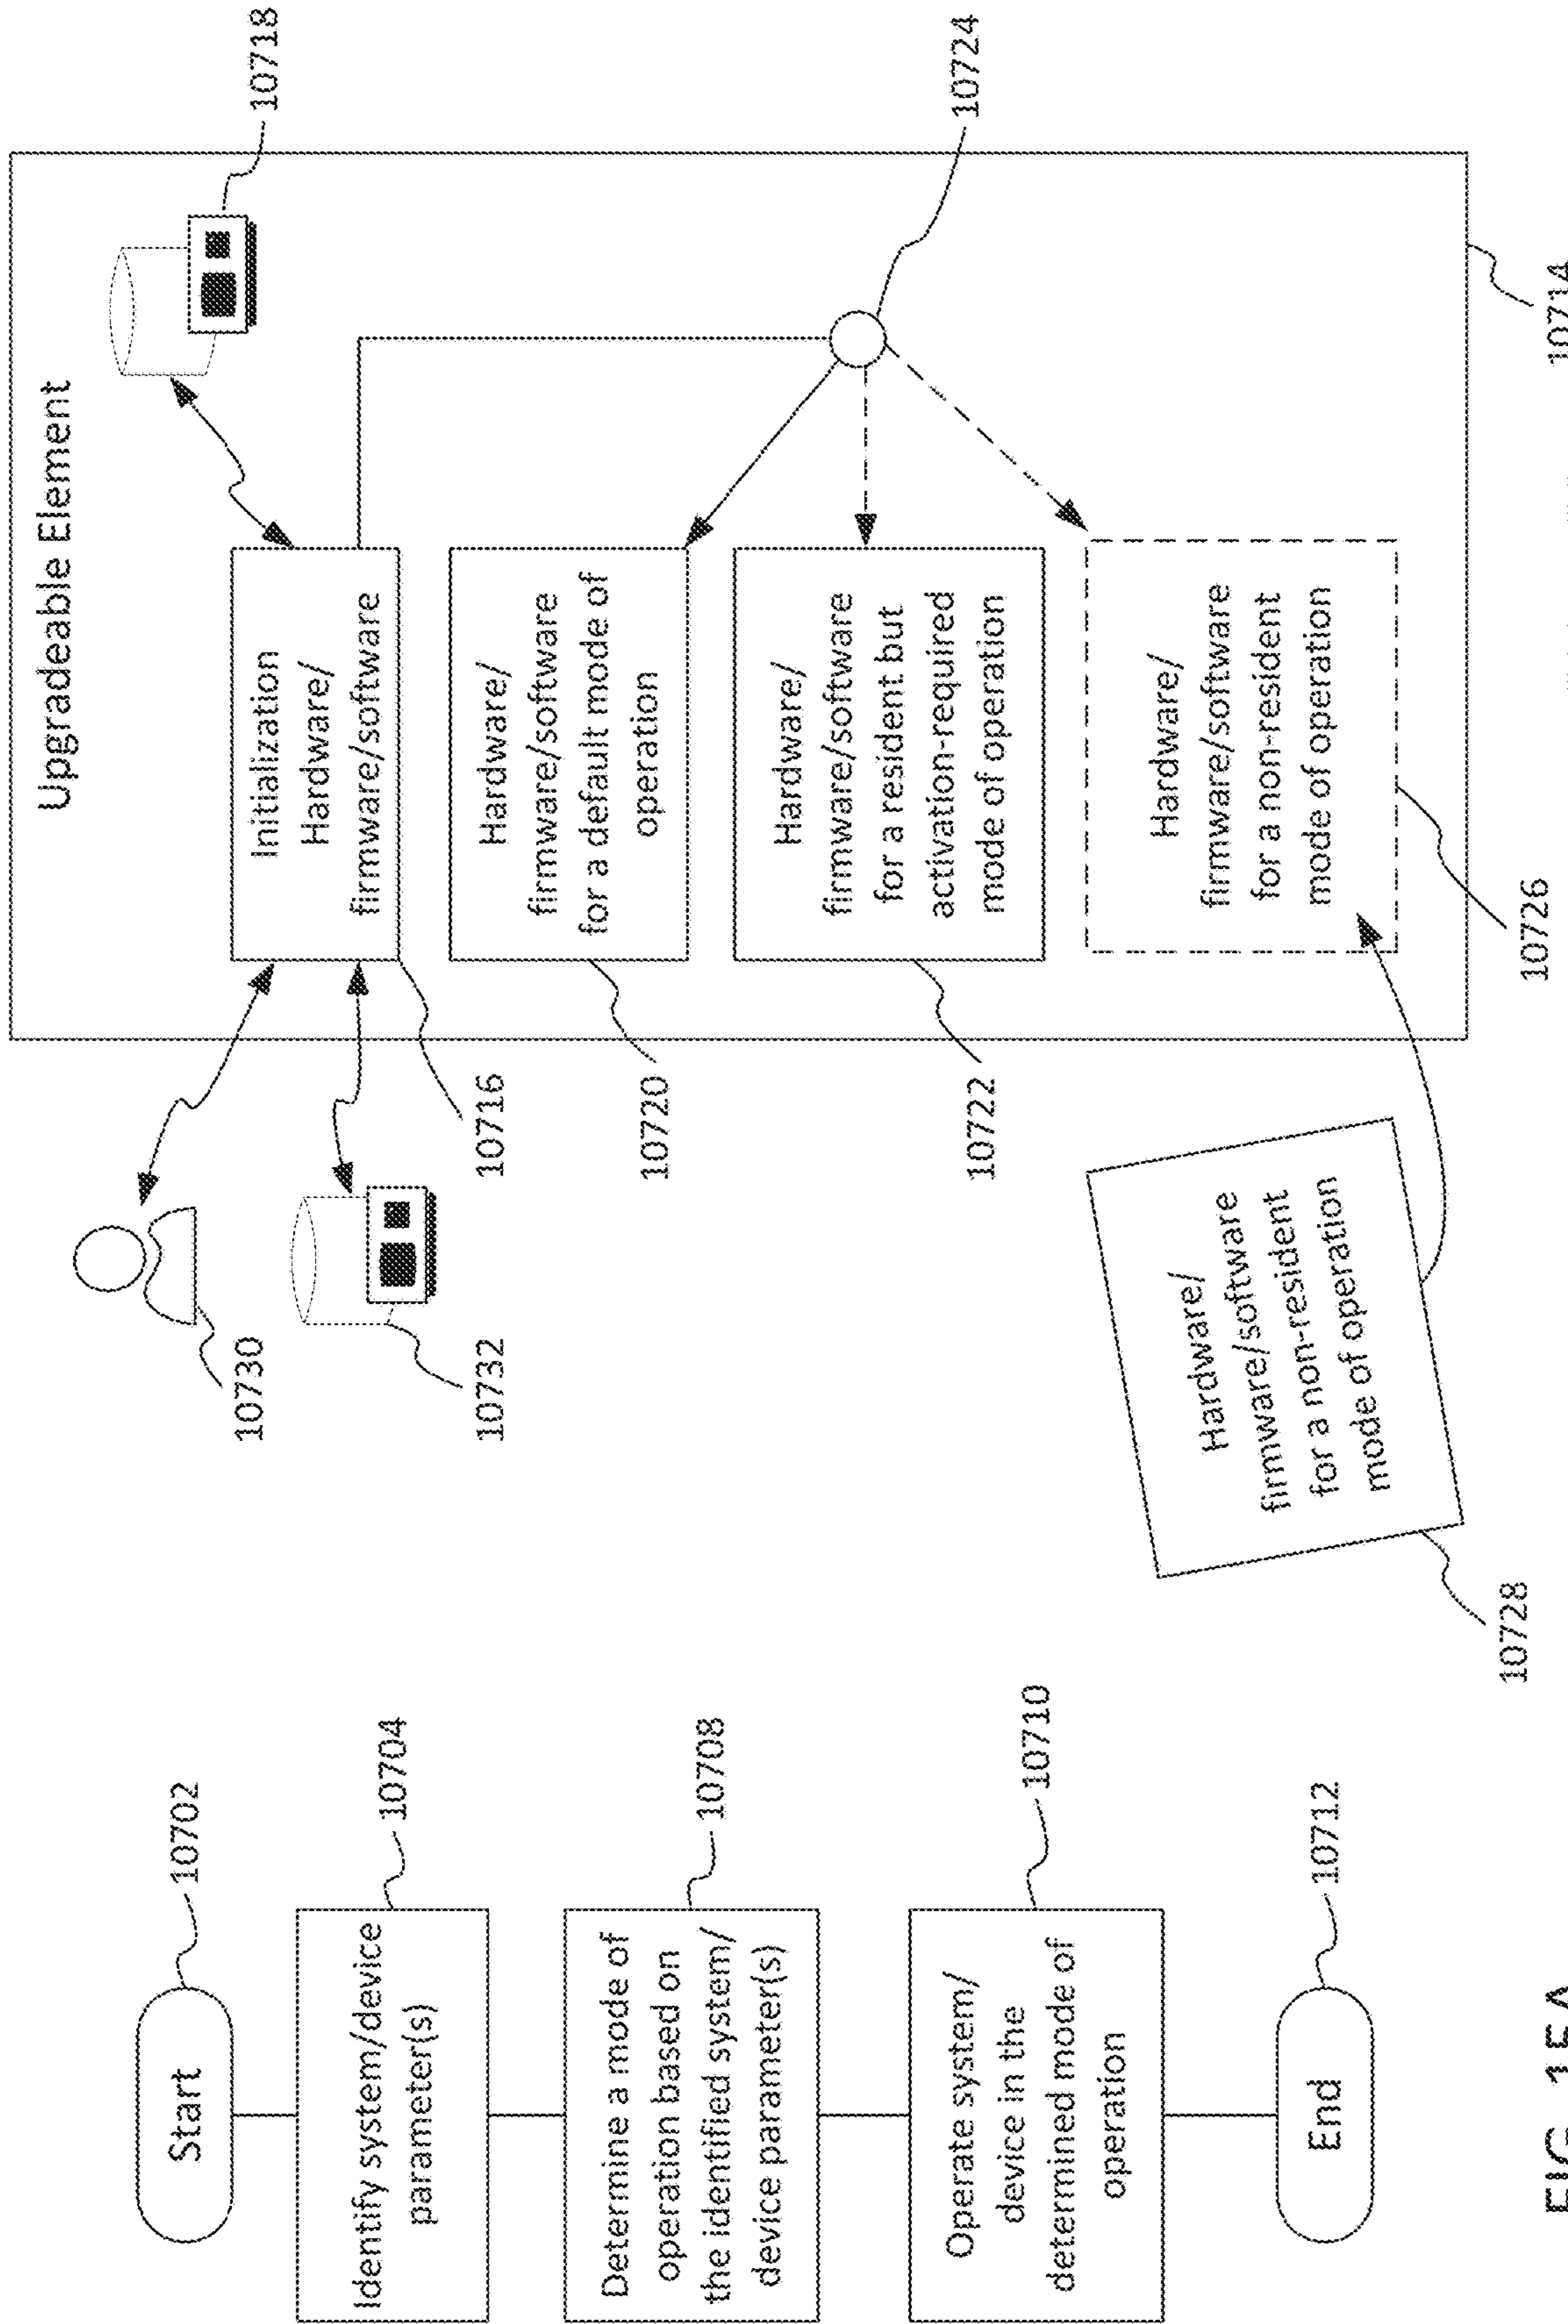 Start
10702
Identify system/device
parameter(s)
10704
Determine a mode of
operation based on
the identified system/
device parameter(s)
10708
Operate system/
device in the
determined mode of
operation
10710
End
10712
FIG. 15A
Upgradeable Element
10718
Initialization
Hardware/
firmware/software
10730
10732
10716
Hardware/
firmware/software
for a default mode of
operation
10720
10724
Hardware/
firmware/software
for a resident but
activation-required
mode of operation
10722
Hardware/
firmware/software
for a non-resident
mode of operation
10726
Hardware/
firmware/software
for a non-resident
mode of operation
10728
10714